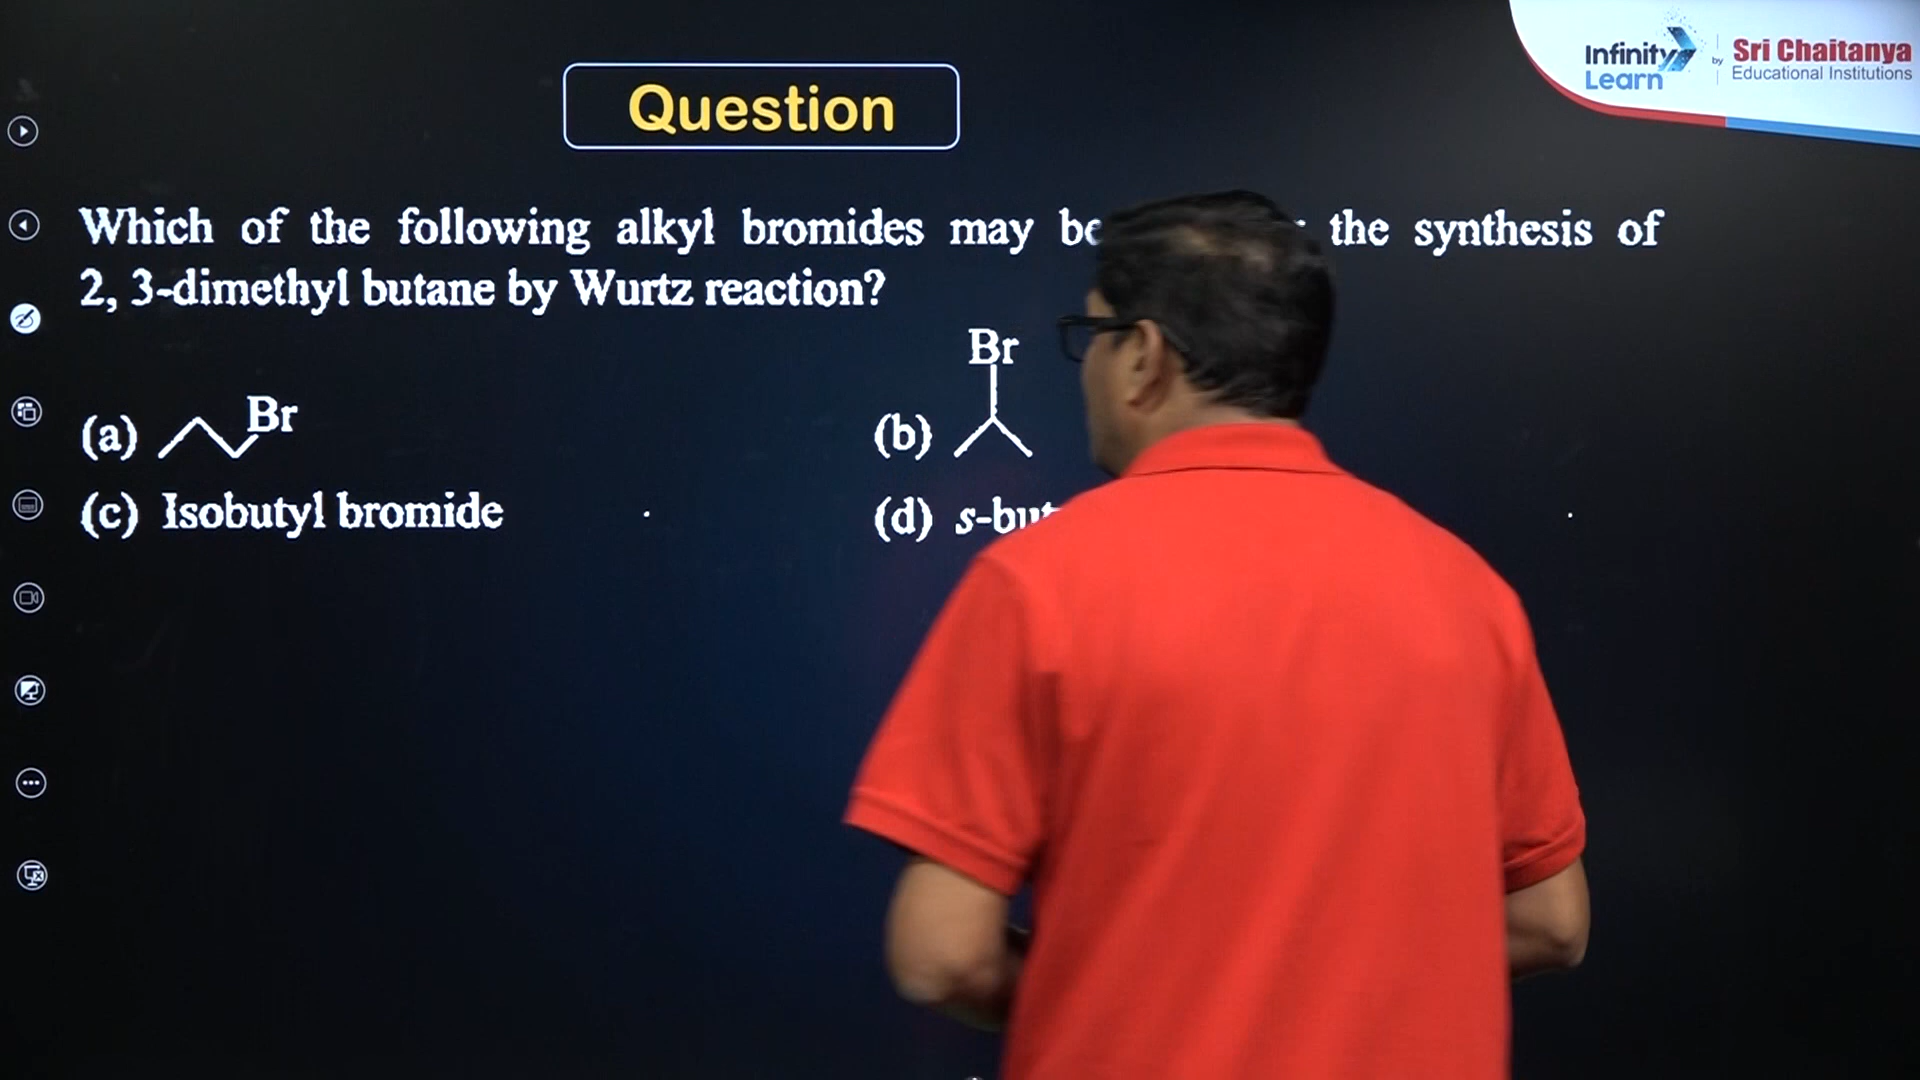 Infinity Learn by Sri Chaitanya Educational Institutions
Question
Which of the following alkyl bromides may be the synthesis of
2, 3-dimethyl butane by Wurtz reaction?
Br
(a) Br (b)
(c) Isobutyl bromide (d)